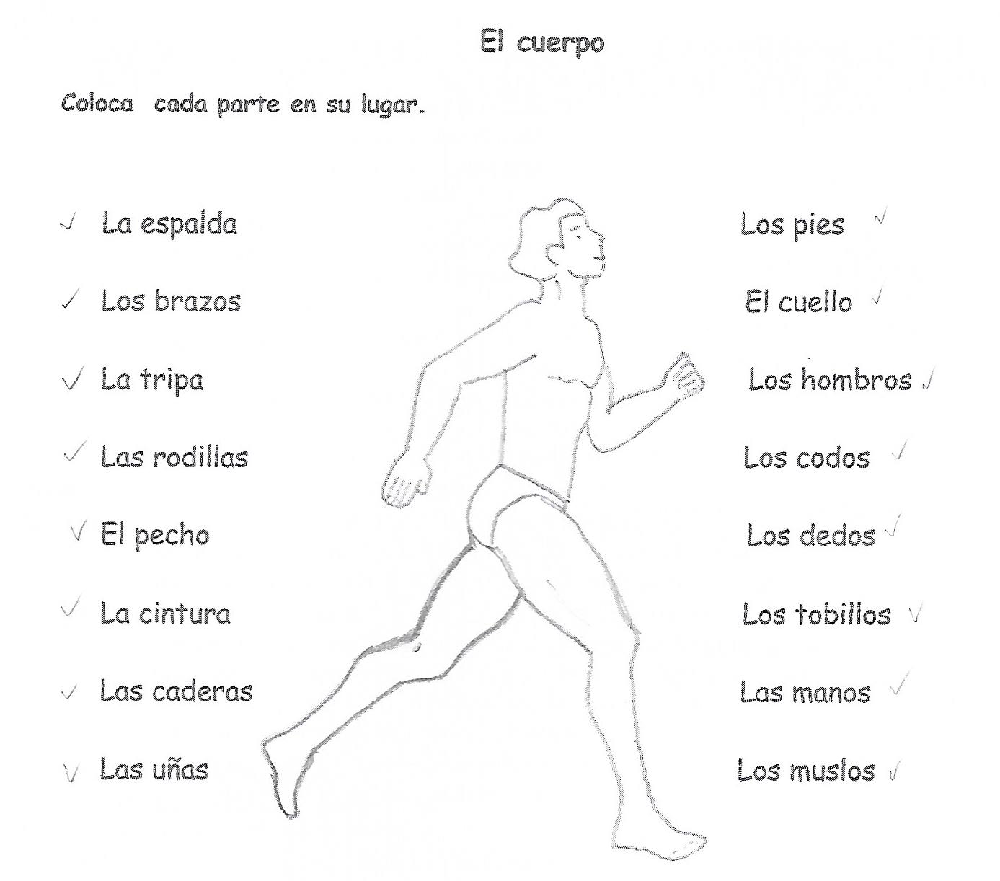 El cuerpo
Coloca cada parte en su lugar.
La espalda
Los brazos
La tripa
Las rodillas
El pecho
La cintura
Las caderas
Las uñas
Los pies
El cuello
Los hombros
Los codos
Los dedos
Los tobillos
Las manos
Los muslos